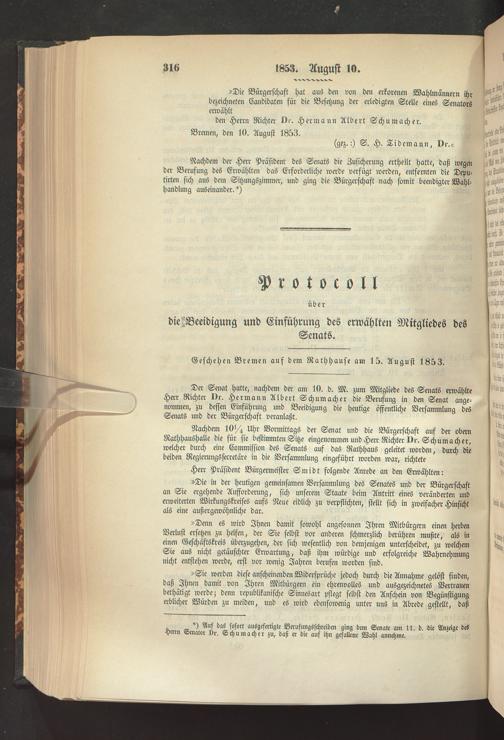 316
1853. August 10.
»Die Bürgerschaft hat aus den von den erkorenen Wahlmännern ihr
bezeichneten Candidaten für die Besetzung der erledigten Stelle eines Senators
erwählt
den Herrn Richter Dr. Hermann Albert Schumacher.
Bremen, den 10. August 1853.
(gez.:) S. H. Tidemann, Dr.«
Nachdem der Herr Präsident des Senats die Zusicherung ertheilt hatte, daß wegen
der Berufung des Erwählten das Erforderliche werde verfügt werden, entfernten die Depu-
tirten sich aus dem Sitzungszimmer, und ging die Bürgerschaft nach somit beendigter Wahl-
handlung auseinander.*)
Protocoll
über
die Beeidigung und Einführung des erwählten Mitgliedes des
Senats.
Geschehen Bremen auf dem Rathhause am 15. August 1853.
Der Senat hatte, nachdem der am 10. d. M. zum Mitgliede des Senats erwählte
Herr Richter Dr. Hermann Albert Schumacher die Berufung in den Senat ange-
nommen, zu dessen Einführung und Beeidigung die heutige öffentliche Versammlung des
Senats und der Bürgerschaft veranlaßt.
Nachdem 10¼ Uhr Vormittags der Senat und die Bürgerschaft auf der obern
Rathhaushalle die für sie bestimmten Sitze eingenommen und Herr Richter Dr. Schumacher,
welcher durch eine Commission des Senats auf das Rathhaus geleitet worden, durch die
beiden Regierungssecretäre in die Versammlung eingeführt worden war, richtete
Herr Präsident Bürgermeister Smidt folgende Anrede an den Erwählten:
»Die in der heutigen gemeinsamen Versammlung des Senates und der Bürgerschaft
an Sie ergehende Aufforderung, sich unserem Staate beim Antritt eines veränderten und
erweiterten Wirkungskreises aufs Neue eidlich zu verpflichten, stellt sich in zweifacher Hinsicht
als eine außergewöhnliche dar.
»Denn es wird Ihnen damit sowohl angesonnen Ihren Mitbürgern einen herben
Verlust ersetzen zu helfen, der Sie selbst vor anderen schmerzlich berühren mußte, als in
einen Geschäftskreis überzugehen, der sich wesentlich von demjenigen unterscheidet, zu welchem
Sie aus nicht getäuschter Erwartung, daß ihm würdige und erfolgreiche Wahrnehmung
nicht entstehen werde, erst vor wenig Jahren berufen worden sind.
»Sie werden diese anscheinenden Widersprüche jedoch durch die Annahme gelöst finden,
daß Ihnen damit von Ihren Mitbürgern ein ehrenvolles und ausgezeichnetes Vertrauen
bethätigt werde; denn republikanische Sinnesart pflegt selbst den Anschein von Begünstigung
erblicher Würden zu meiden, und es wird ebensowenig unter uns in Abrede gestellt, daß
*) Auf das sofort ausgefertigte Berufungsschreiben ging dem Senate am 11. d. die Anzeige des
Herrn Senator Dr. Schumacher zu, daß er die auf ihn gefallene Wahl annehme.